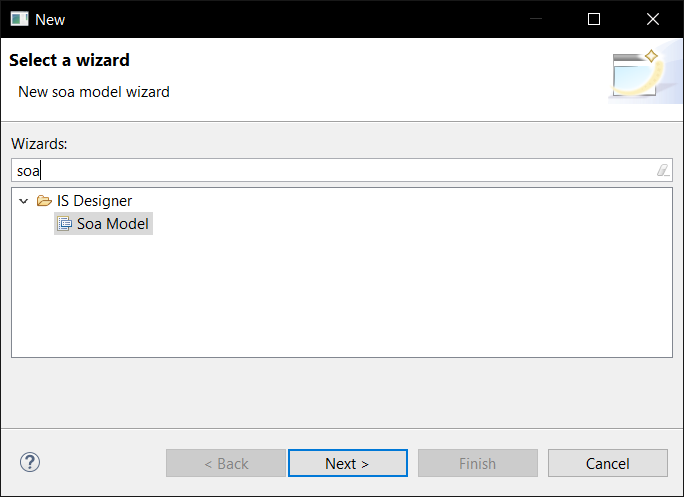 New
Select a wizard
New soa model wizard
Wizards:
soa
IS Designer
Soa Model
?
< Back
Next >
Finish
Cancel